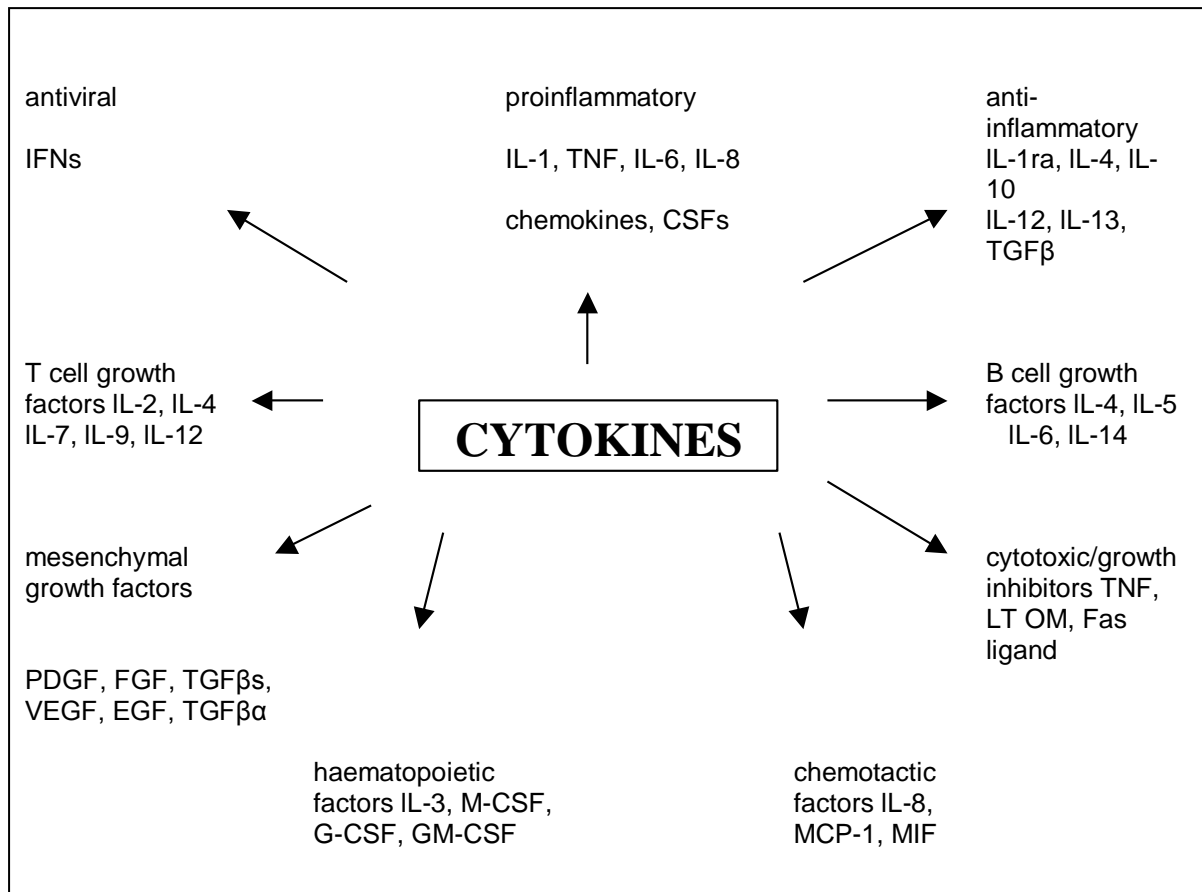 antiviral
IFNs
proinflammatory
IL-1, TNF, IL-6, IL-8
chemokines, CSFs
anti-
inflammatory
IL-1ra, IL-4, IL-
10
IL-12, IL-13,
TGFβ
T cell growth
factors IL-2, IL-4
IL-7, IL-9, IL-12
CYTOKINES
B cell growth
factors IL-4, IL-5
IL-6, IL-14
mesenchymal
growth factors
PDGF, FGF, TGFβs,
VEGF, EGF, TGFβα
cytotoxic/growth
inhibitors TNF,
LT OM, Fas
ligand
haematopoietic
factors IL-3, M-CSF,
G-CSF, GM-CSF
chemotactic
factors IL-8,
MCP-1, MIF